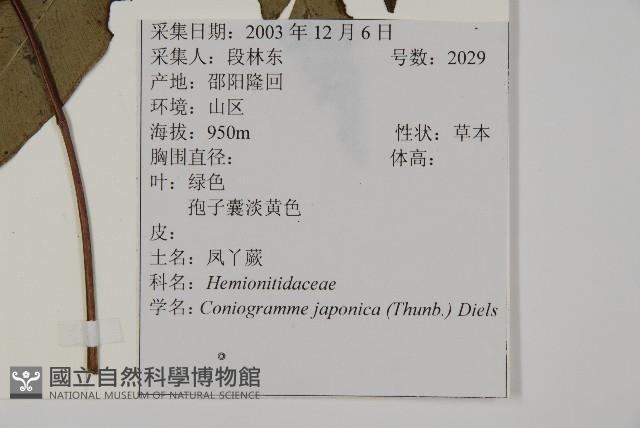 采集日期：2003 年 12 月 6 日
采集人：段林东 号数：2029
产地：邵阳隆回
环境：山区
海拔：950m 性状：草本
胸围直径： 体高：
叶：绿色
孢子囊淡黄色
皮：
土名：凤丫蕨
科名：Hemionitidaceae
学名：Coniogramme japonica (Thunb.) Diels
國立自然科學博物館
NATIONAL MUSEUM OF NATURAL SCIENCE